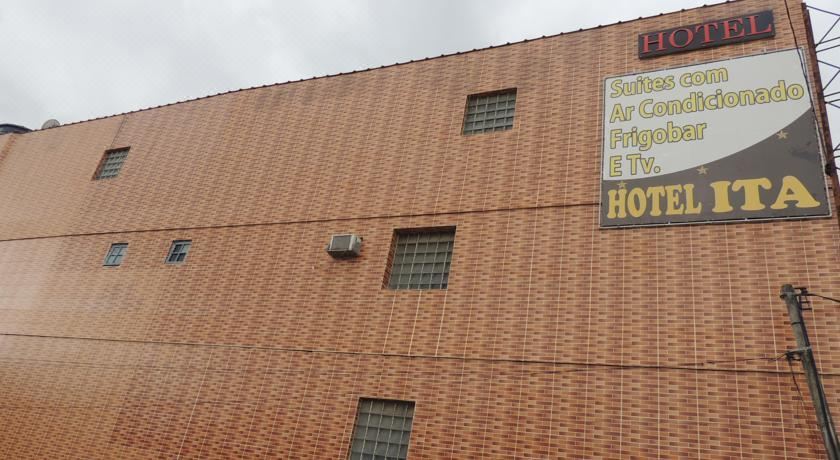 HOTEL
Suites com
Ar Condicionado
Frigobar
E Tv.
HOTEL ITA